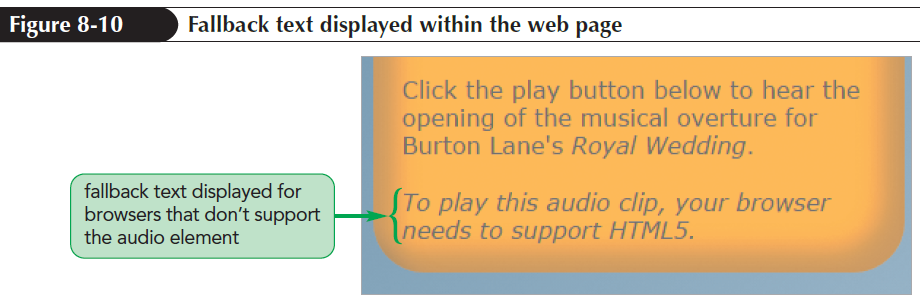 Figure 8-10 Fallback text displayed within the web page
Click the play button below to hear the
opening of the musical overture for
Burton Lane's Royal Wedding.
fallback text displayed for
browsers that don't support
the audio element
To play this audio clip, your browser
needs to support HTML5.